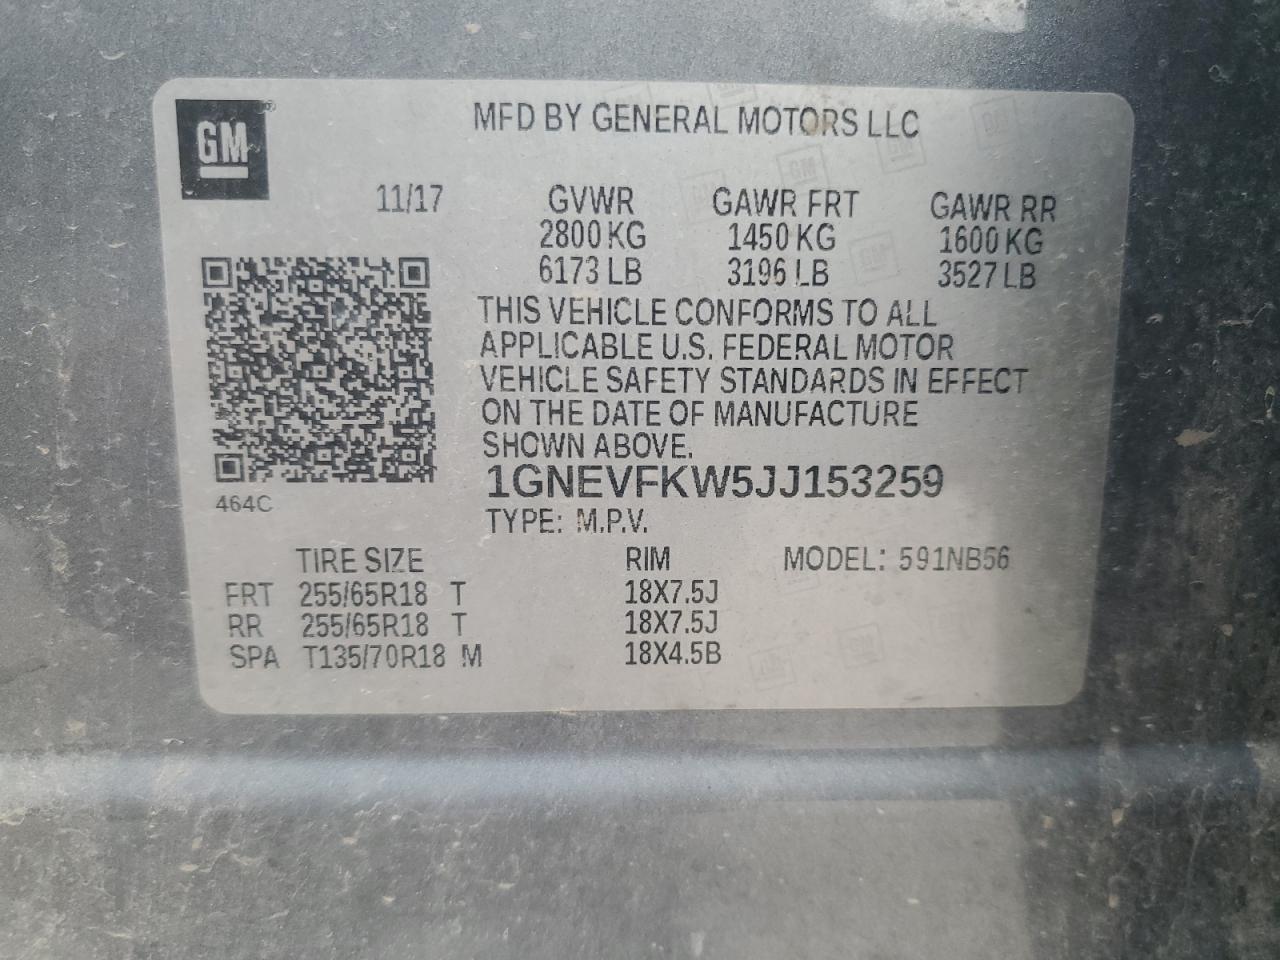 GM
MFD BY GENERAL MOTORS LLC
11/17 GVWR GAWR FRT GAWR RR
2800 KG 1450 KG 1600 KG
6173 LB 3196 LB 3527 LB
THIS VEHICLE CONFORMS TO ALL
APPLICABLE U.S. FEDERAL MOTOR
VEHICLE SAFETY STANDARDS IN EFFECT
ON THE DATE OF MANUFACTURE
SHOWN ABOVE.
1GNEVFKW5JJ153259
464C
TYPE: M.P.V.
TIRE SIZE RIM MODEL: 591NB56
FRT 255/65R18 T 18X7.5J
RR 255/65R18 T 18X7.5J
SPA T135/70R18 M 18X4.5B